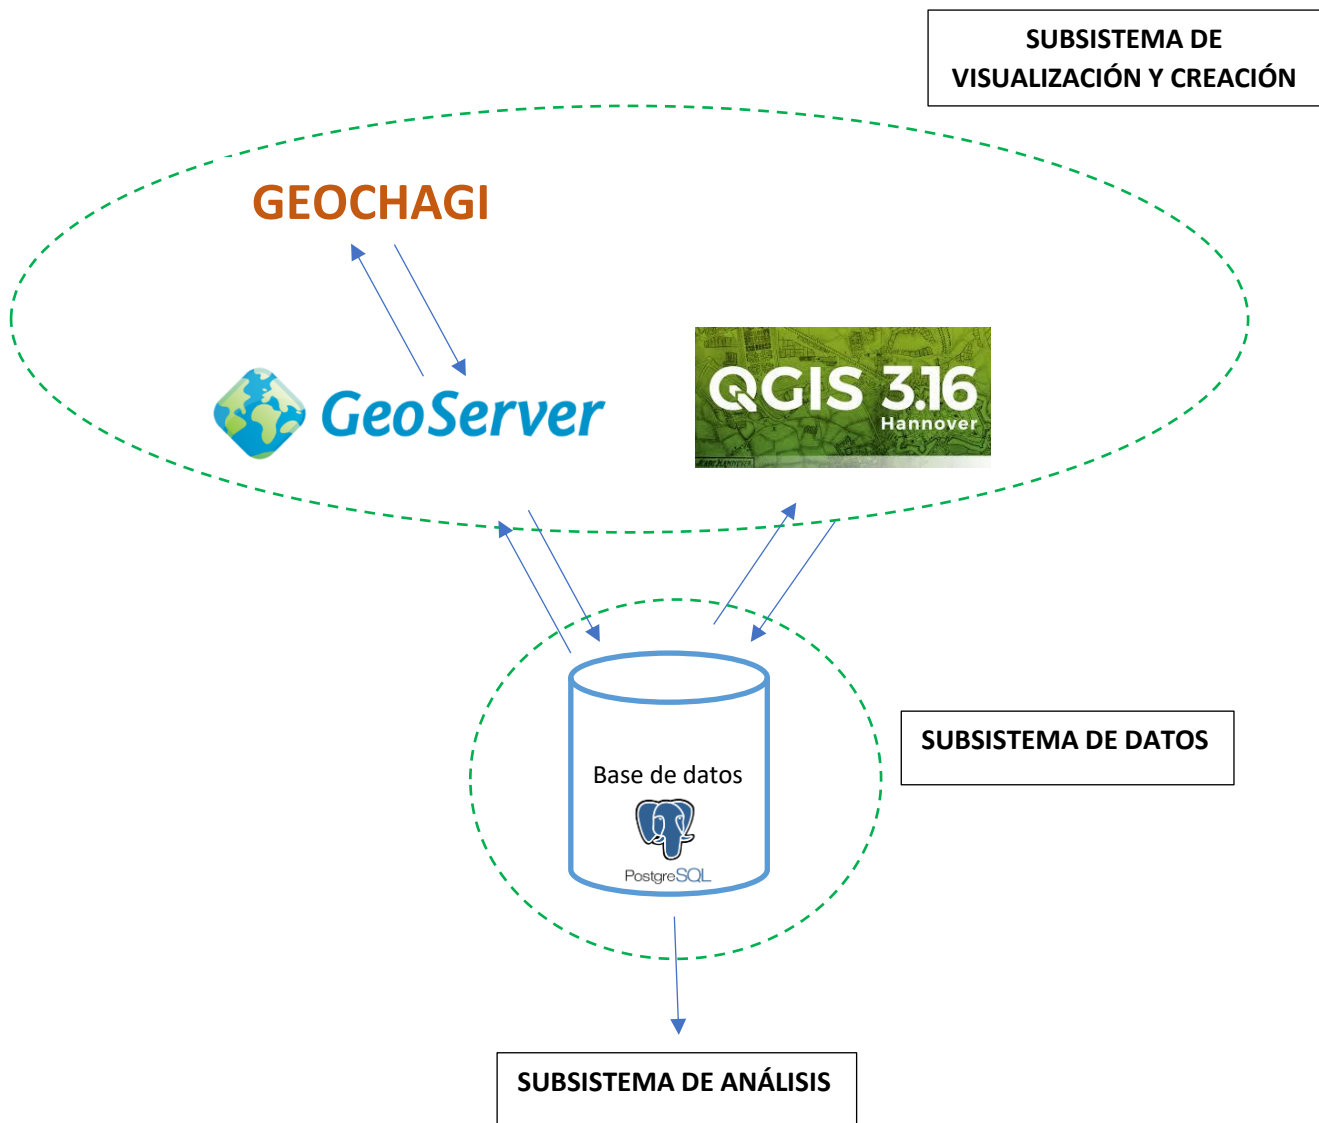 SUBSISTEMA DE
VISUALIZACIÓN Y CREACIÓN
GEOCHAGI
GeoServer
QGIS 3.16
Hannover
SUBSISTEMA DE DATOS
Base de datos
PostgreSQL
SUBSISTEMA DE ANÁLISIS